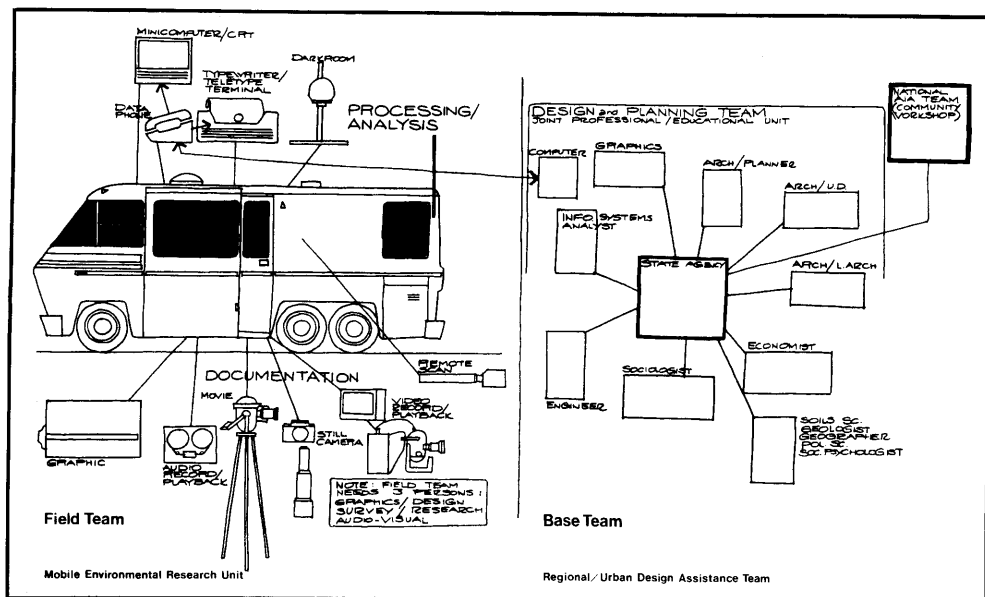 MINICOMPUTER/CRT
DARKROOM
TYPEWRITER/
TELETYPE
TERMINAL
DATA
PHONE
PROCESSING/
ANALYSIS
DOCUMENTATION
REMOTE
SCAN
MOVIE
VIDEO
RECORD/
PLAYBACK
STILL
CAMERA
GRAPHIC
AUDIO
RECORD/
PLAYBACK
NOTE: FIELD TEAM
NEEDS 3 PERSONS:
GRAPHICS/DESIGN
SURVEY/RESEARCH
AUDIO-VISUAL
Field Team
Mobile Environmental Research Unit
NATIONAL
AIA TEAM
(COMMUNITY
WORKSHOP)
DESIGN and PLANNING TEAM
JOINT PROFESSIONAL/EDUCATIONAL UNIT
COMPUTER
GRAPHICS
ARCH/PLANNER
ARCH/U.D.
INFO SYSTEMS
ANALYST
STATE AGENCY
ARCH/L.ARCH
ECONOMIST
SOCIOLOGIST
ENGINEER
SOILS SC.
GEOLOGIST
GEOGRAPHER
POL SC.
SOC. PSYCHOLOGIST
Base Team
Regional/Urban Design Assistance Team